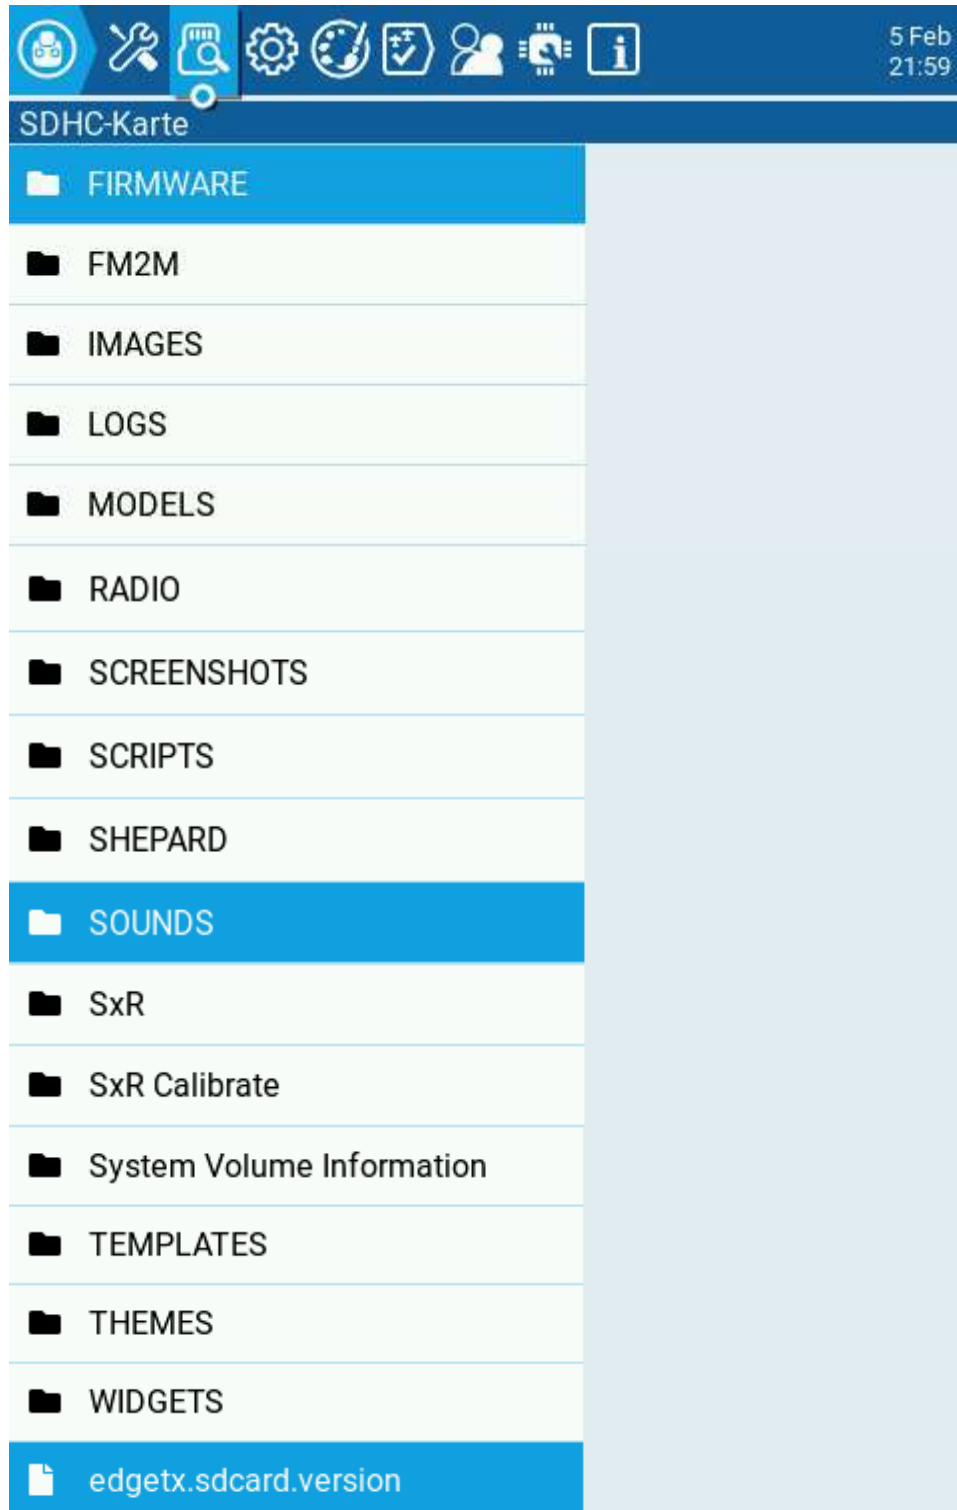 5 Feb
21:59
SDHC-Karte
FIRMWARE
FM2M
IMAGES
LOGS
MODELS
RADIO
SCREENSHOTS
SCRIPTS
SHEPARD
SOUNDS
SxR
SxR Calibrate
System Volume Information
TEMPLATES
THEMES
WIDGETS
edgetx.sdcard.version